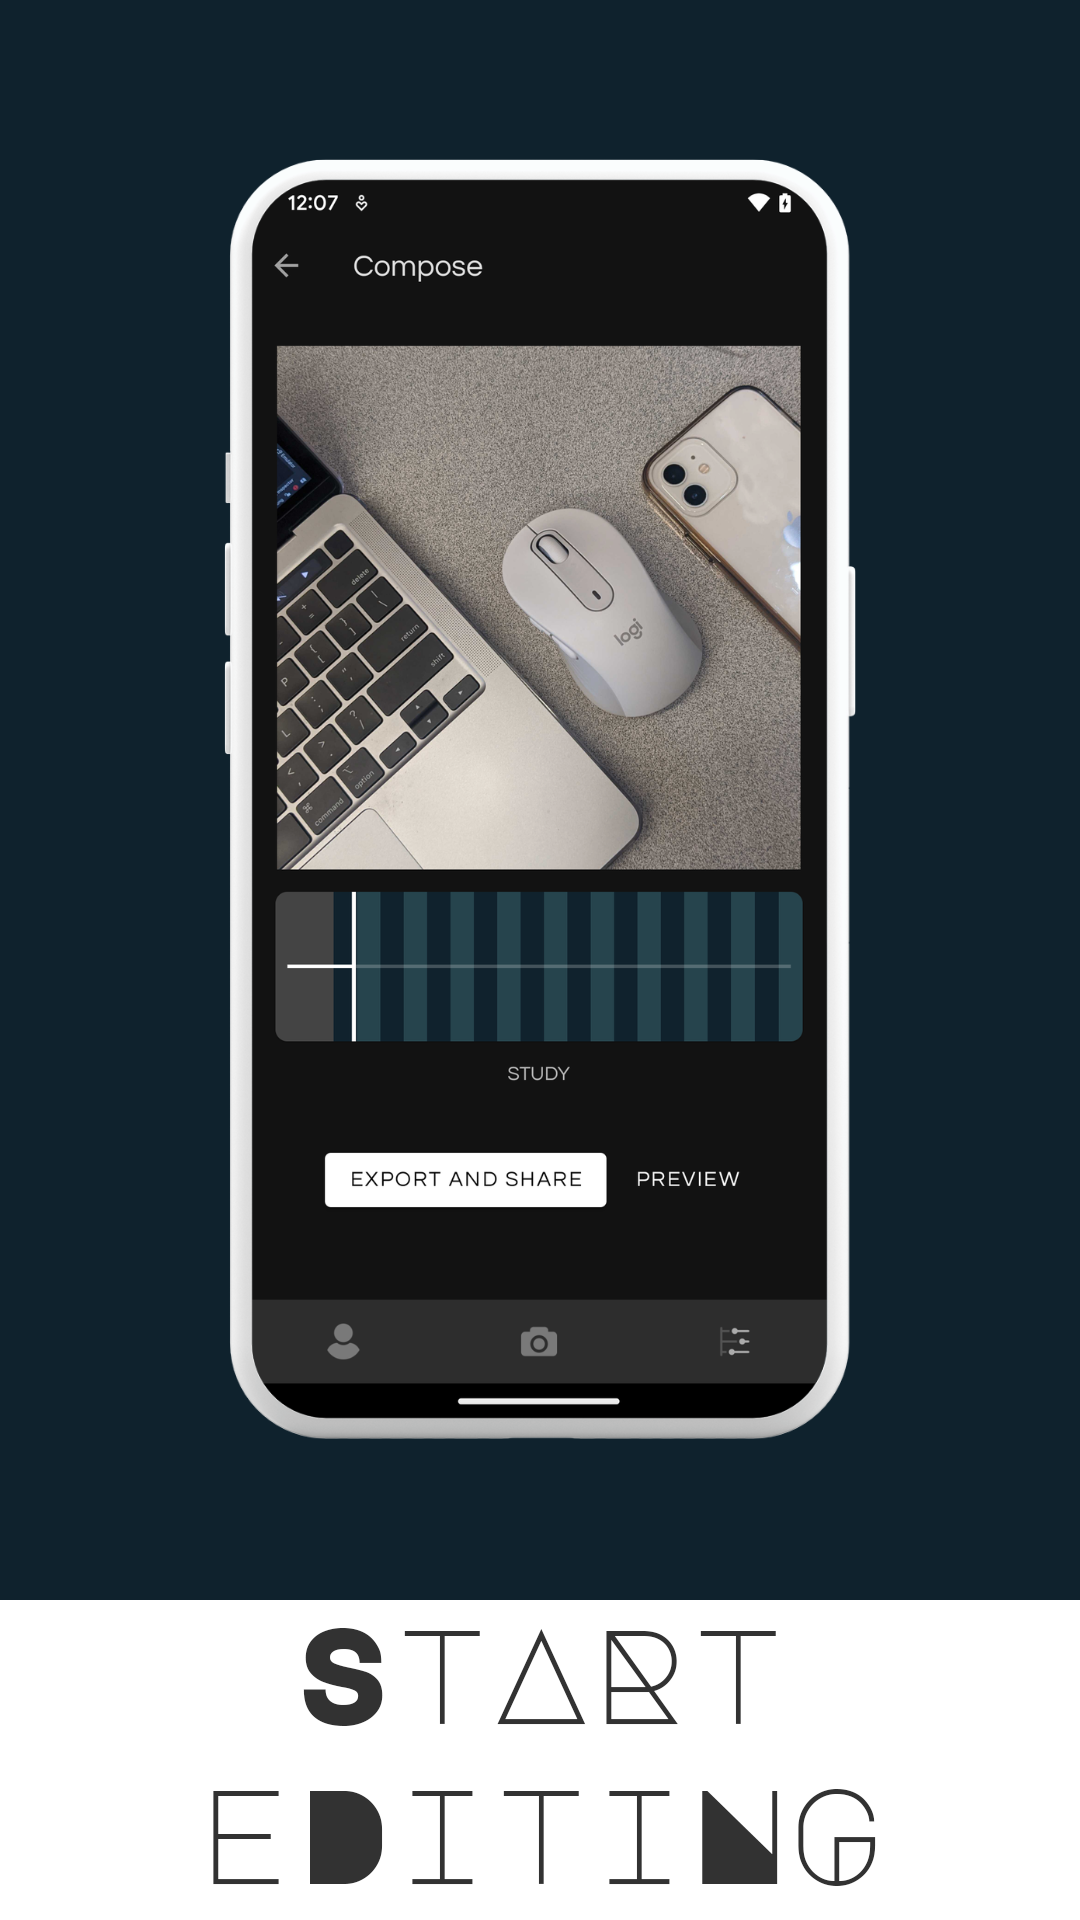 12:07
Compose
delete
return
shift
P
L
option
command
logi
STUDY
EXPORT AND SHARE
PREVIEW
START
EDITING